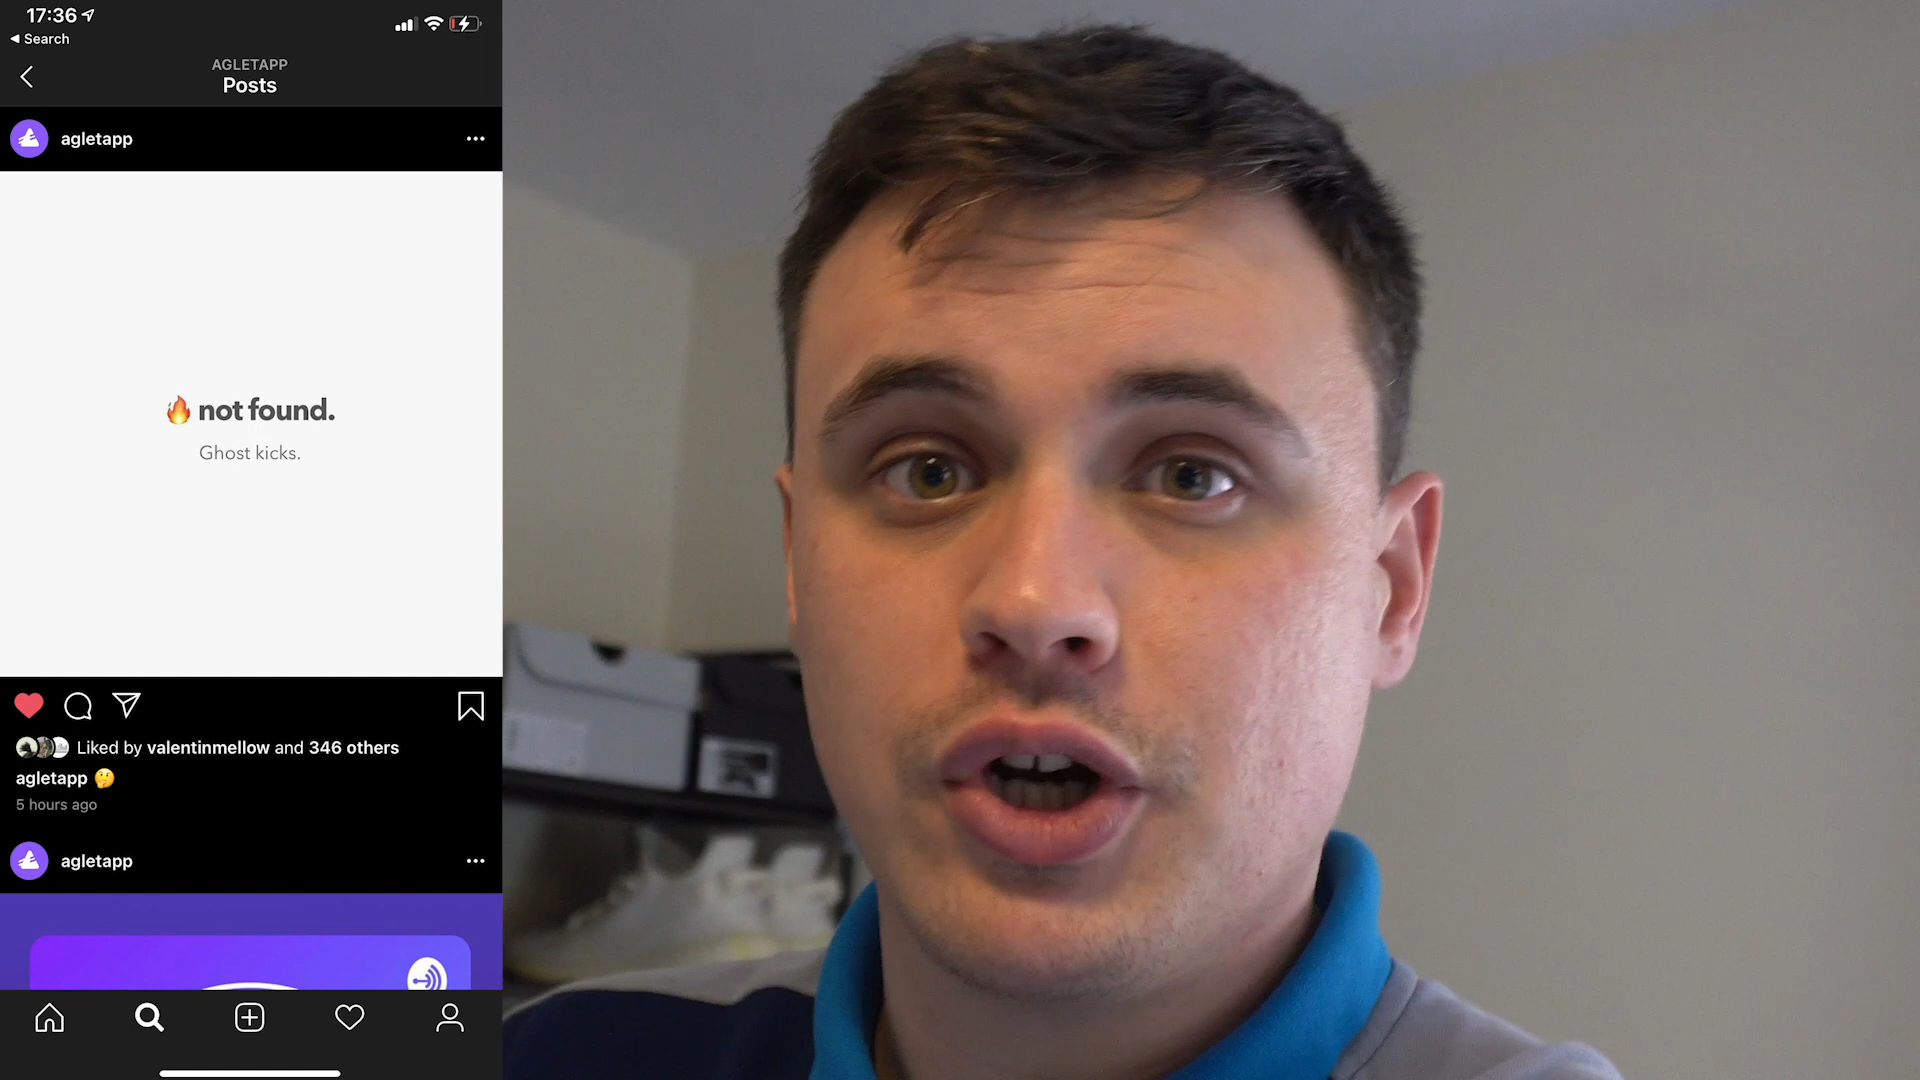 17:36
Search
AGLETAPP
Posts
agletapp
🔥 not found.
Ghost kicks.
Liked by valentinmellow and 346 others
agletapp 🤔
5 hours ago
agletapp